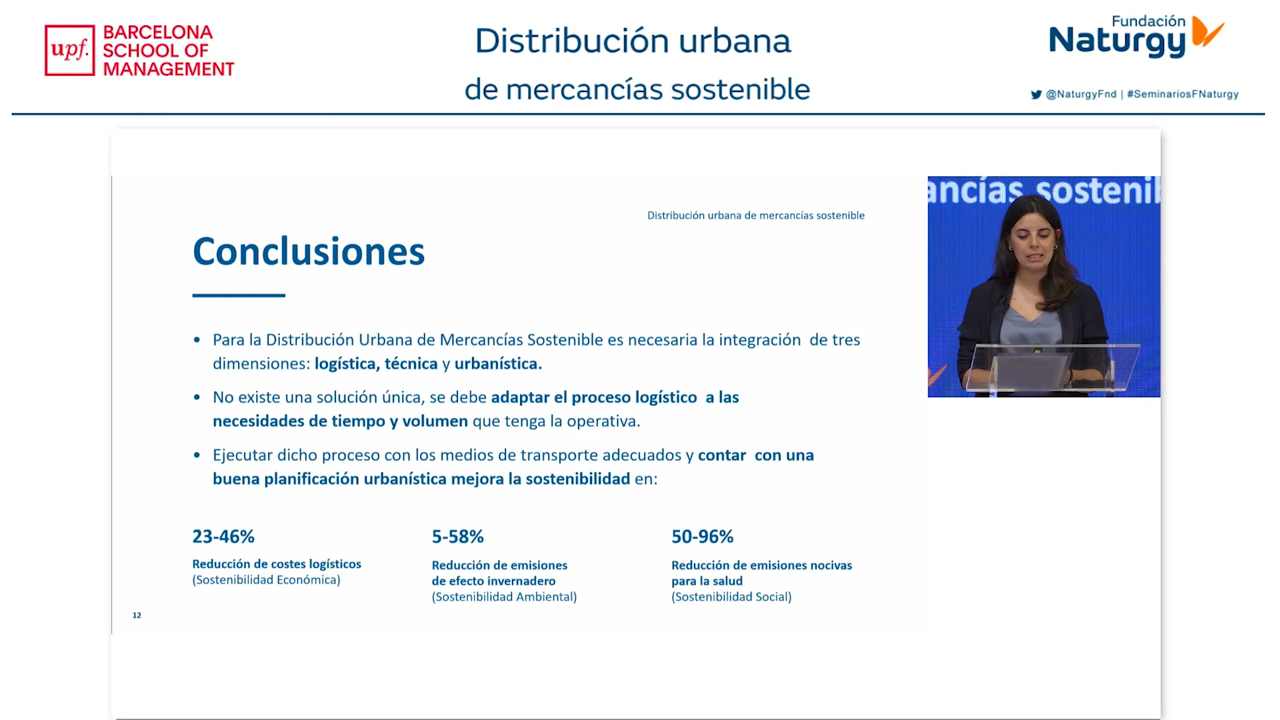 upf.
BARCELONA
SCHOOL OF
MANAGEMENT
Distribución urbana
de mercancías sostenible
Fundación
Naturgy
@NaturgyFnd | #SeminariosFNaturgy
ancías sostenib
Distribución urbana de mercancías sostenible
Conclusiones
• Para la Distribución Urbana de Mercancías Sostenible es necesaria la integración de tres
dimensiones: logística, técnica y urbanística.
• No existe una solución única, se debe adaptar el proceso logístico a las
necesidades de tiempo y volumen que tenga la operativa.
• Ejecutar dicho proceso con los medios de transporte adecuados y contar con una
buena planificación urbanística mejora la sostenibilidad en:
23-46%
Reducción de costes logísticos
(Sostenibilidad Económica)
5-58%
Reducción de emisiones
de efecto invernadero
(Sostenibilidad Ambiental)
50-96%
Reducción de emisiones nocivas
para la salud
(Sostenibilidad Social)
12